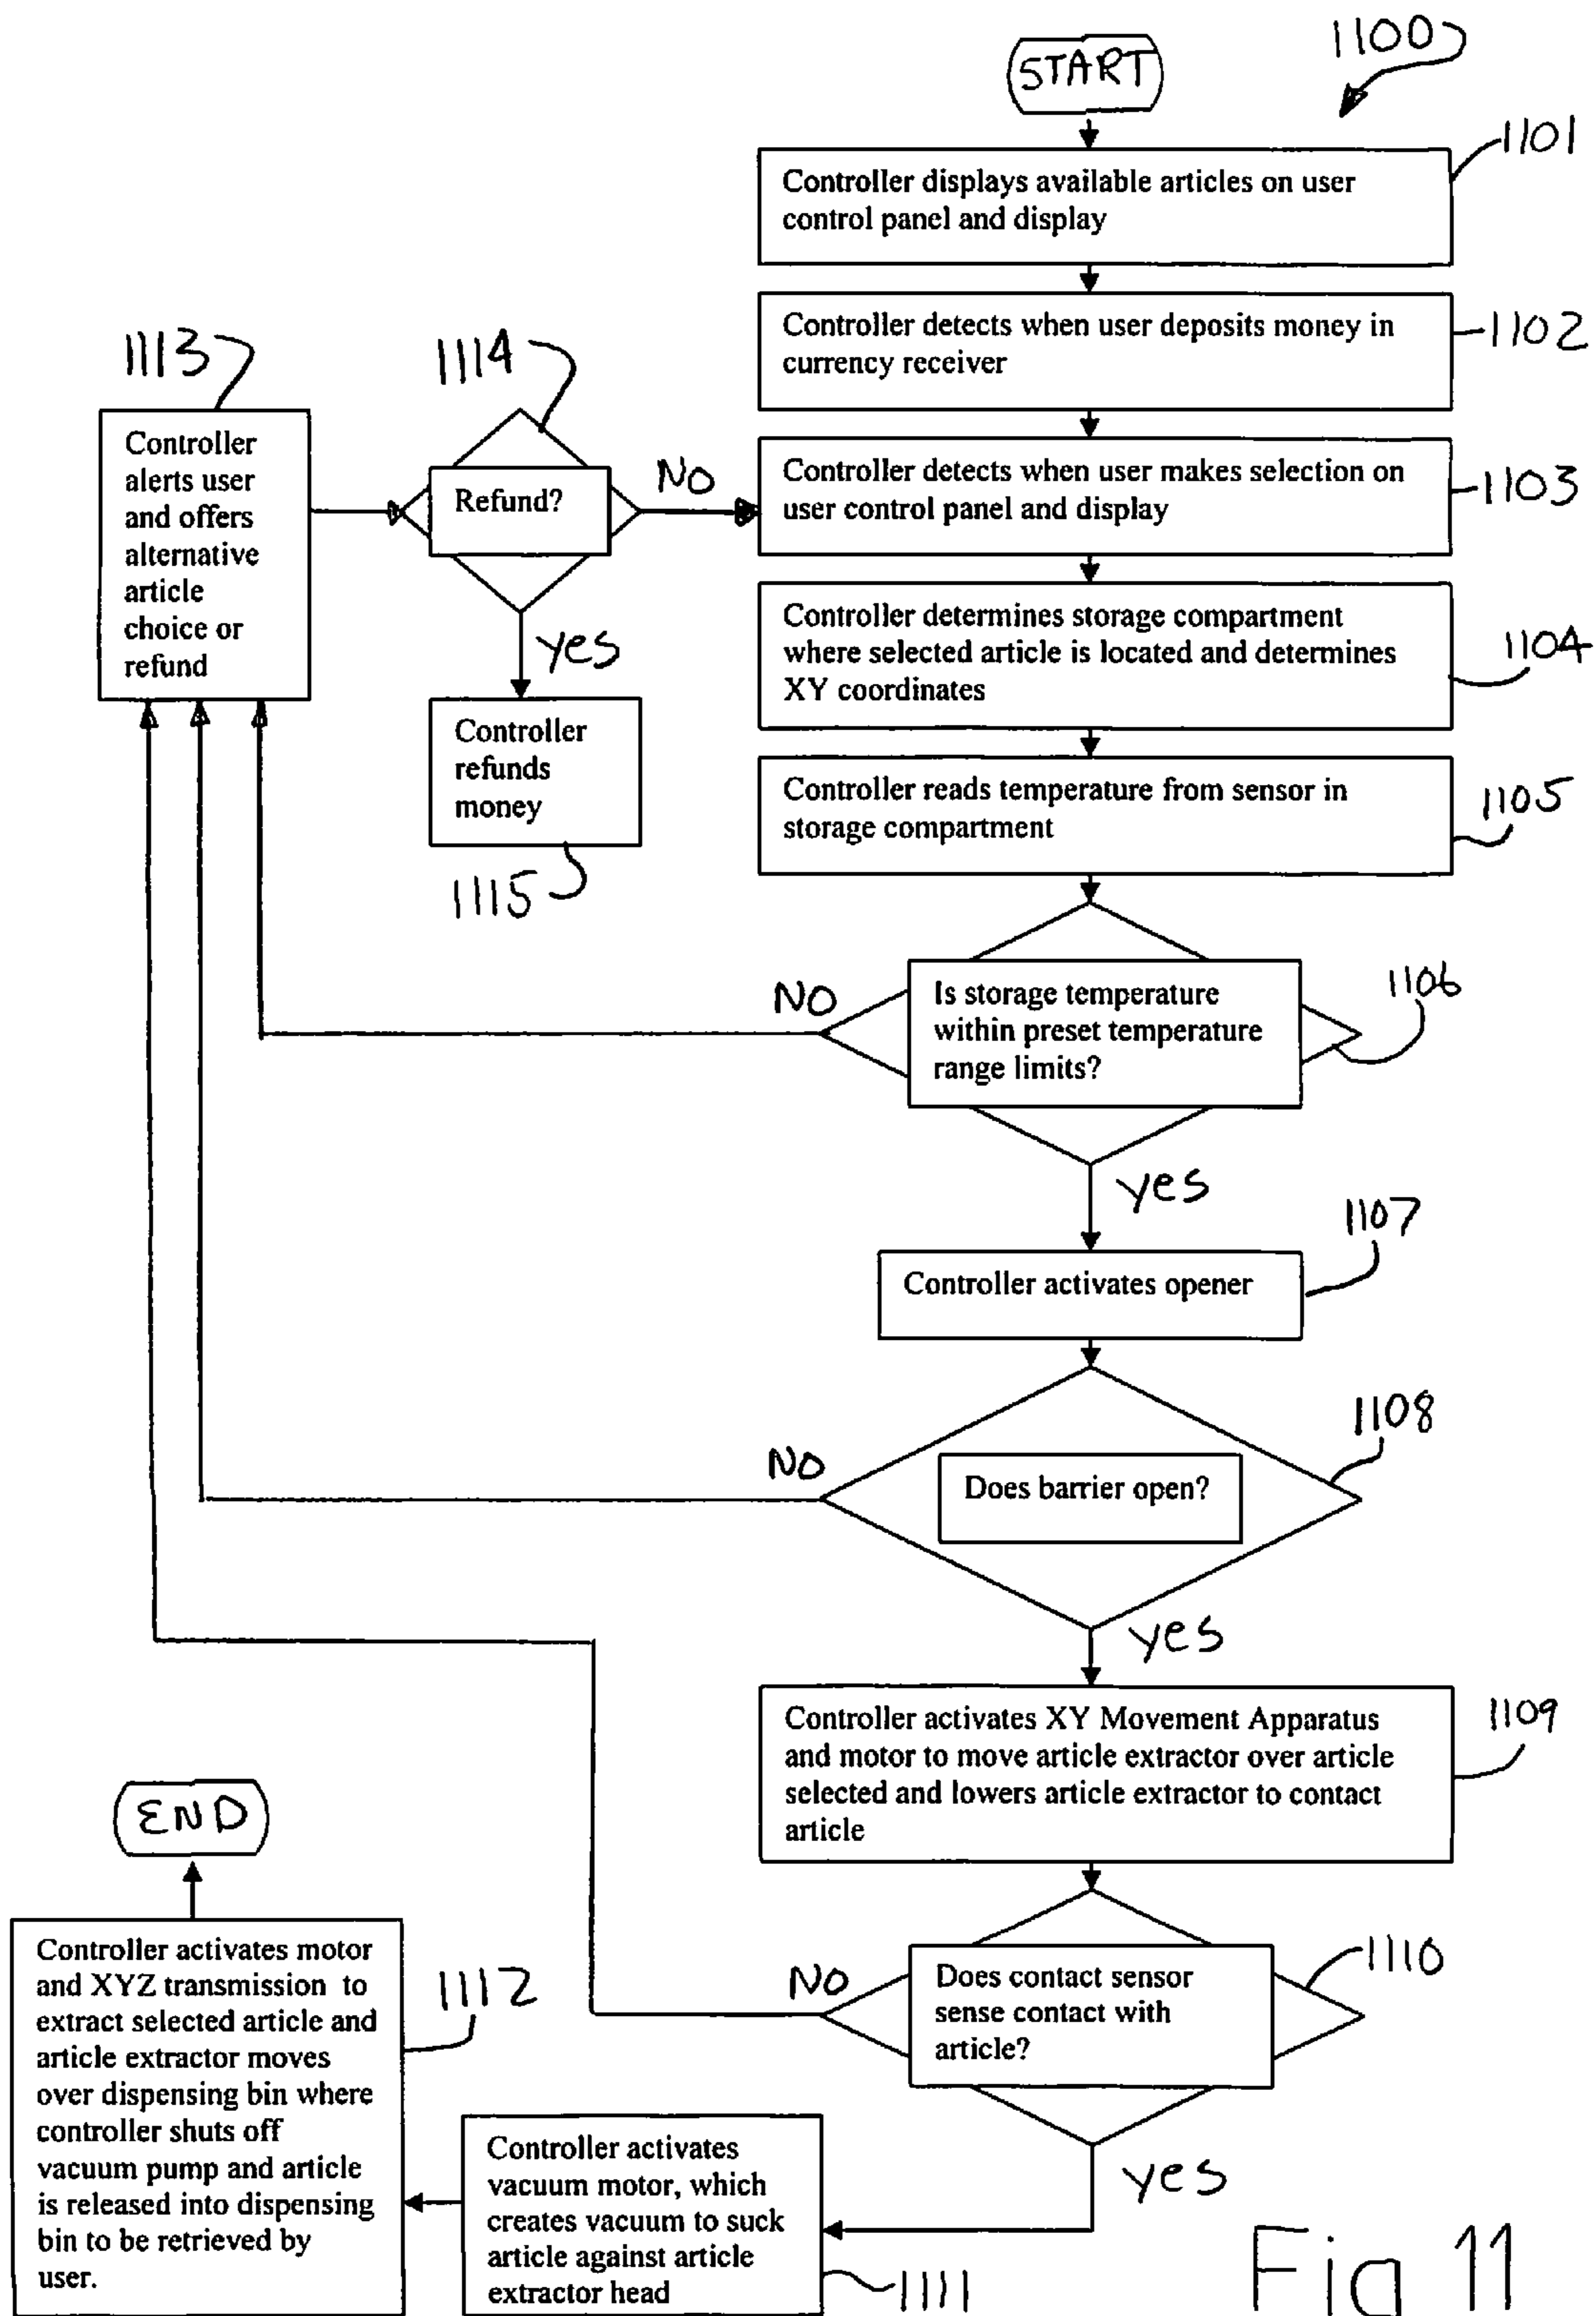 1100
START
1101
Controller displays available articles on user
control panel and display
1102
Controller detects when user deposits money in
currency receiver
1113
1114
Controller
alerts user
and offers
alternative
article
choice or
refund
Refund?
NO
yes
Controller
refunds
money
1115
1103
Controller detects when user makes selection on
user control panel and display
1104
Controller determines storage compartment
where selected article is located and determines
XY coordinates
1105
Controller reads temperature from sensor in
storage compartment
1106
Is storage temperature
within preset temperature
range limits?
NO
yes
1107
Controller activates opener
1108
Does barrier open?
NO
yes
1109
Controller activates XY Movement Apparatus
and motor to move article extractor over article
selected and lowers article extractor to contact
article
1110
Does contact sensor
sense contact with
article?
NO
yes
Controller activates
vacuum motor, which
creates vacuum to suck
article against article
extractor head
1111
END
Controller activates motor
and XYZ transmission to
extract selected article and
article extractor moves
over dispensing bin where
controller shuts off
vacuum pump and article
is released into dispensing
bin to be retrieved by
user.
1112
Fig 11